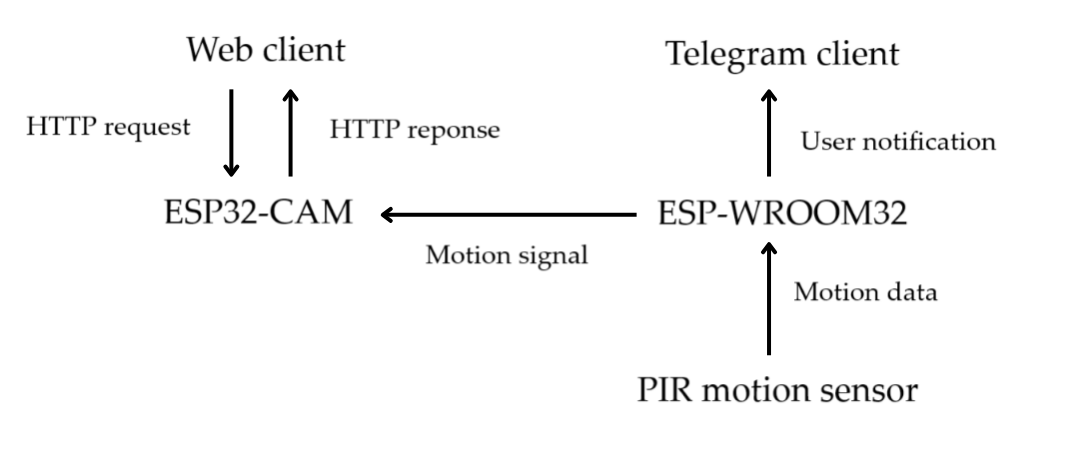 Web client
Telegram client
HTTP request
HTTP reponse
User notification
ESP32-CAM
ESP-WROOM32
Motion signal
Motion data
PIR motion sensor